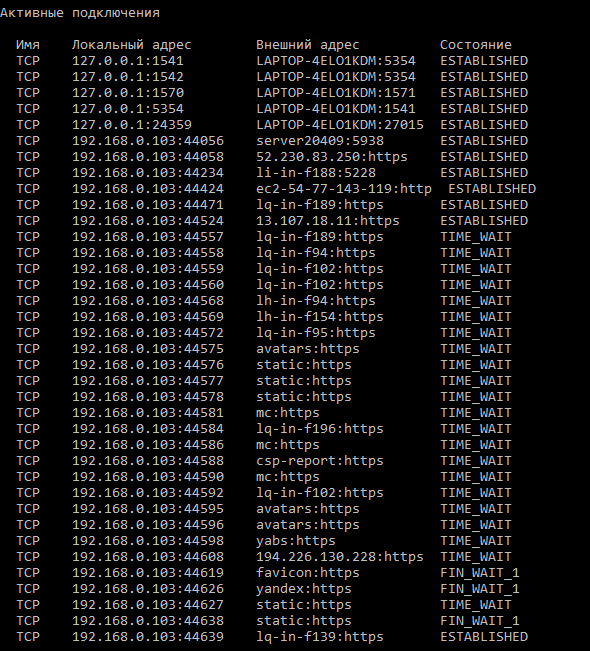 Активные подключения
Имя Локальный адрес Внешний адрес Состояние
TCP 127.0.0.1:1541 LAPTOP-4ELO1KDM:5354 ESTABLISHED
TCP 127.0.0.1:1542 LAPTOP-4ELO1KDM:5354 ESTABLISHED
TCP 127.0.0.1:1570 LAPTOP-4ELO1KDM:1571 ESTABLISHED
TCP 127.0.0.1:5354 LAPTOP-4ELO1KDM:1541 ESTABLISHED
TCP 127.0.0.1:24359 LAPTOP-4ELO1KDM:27015 ESTABLISHED
TCP 192.168.0.103:44056 server20409:5938 ESTABLISHED
TCP 192.168.0.103:44058 52.230.83.250:https ESTABLISHED
TCP 192.168.0.103:44234 li-in-f188:5228 ESTABLISHED
TCP 192.168.0.103:44424 ec2-54-77-143-119:http ESTABLISHED
TCP 192.168.0.103:44471 lq-in-f189:https ESTABLISHED
TCP 192.168.0.103:44524 13.107.18.11:https ESTABLISHED
TCP 192.168.0.103:44557 lq-in-f189:https TIME_WAIT
TCP 192.168.0.103:44558 lq-in-f94:https TIME_WAIT
TCP 192.168.0.103:44559 lq-in-f102:https TIME_WAIT
TCP 192.168.0.103:44560 lq-in-f102:https TIME_WAIT
TCP 192.168.0.103:44568 lh-in-f94:https TIME_WAIT
TCP 192.168.0.103:44569 lh-in-f154:https TIME_WAIT
TCP 192.168.0.103:44572 lq-in-f95:https TIME_WAIT
TCP 192.168.0.103:44575 avatars:https TIME_WAIT
TCP 192.168.0.103:44576 static:https TIME_WAIT
TCP 192.168.0.103:44577 static:https TIME_WAIT
TCP 192.168.0.103:44578 static:https TIME_WAIT
TCP 192.168.0.103:44581 mc:https TIME_WAIT
TCP 192.168.0.103:44584 lq-in-f196:https TIME_WAIT
TCP 192.168.0.103:44586 mc:https TIME_WAIT
TCP 192.168.0.103:44588 csp-report:https TIME_WAIT
TCP 192.168.0.103:44590 mc:https TIME_WAIT
TCP 192.168.0.103:44592 lq-in-f102:https TIME_WAIT
TCP 192.168.0.103:44595 avatars:https TIME_WAIT
TCP 192.168.0.103:44596 avatars:https TIME_WAIT
TCP 192.168.0.103:44598 yabs:https TIME_WAIT
TCP 192.168.0.103:44608 194.226.130.228:https TIME_WAIT
TCP 192.168.0.103:44619 favicon:https FIN_WAIT_1
TCP 192.168.0.103:44626 yandex:https FIN_WAIT_1
TCP 192.168.0.103:44627 static:https TIME_WAIT
TCP 192.168.0.103:44638 static:https FIN_WAIT_1
TCP 192.168.0.103:44639 lq-in-f139:https ESTABLISHED